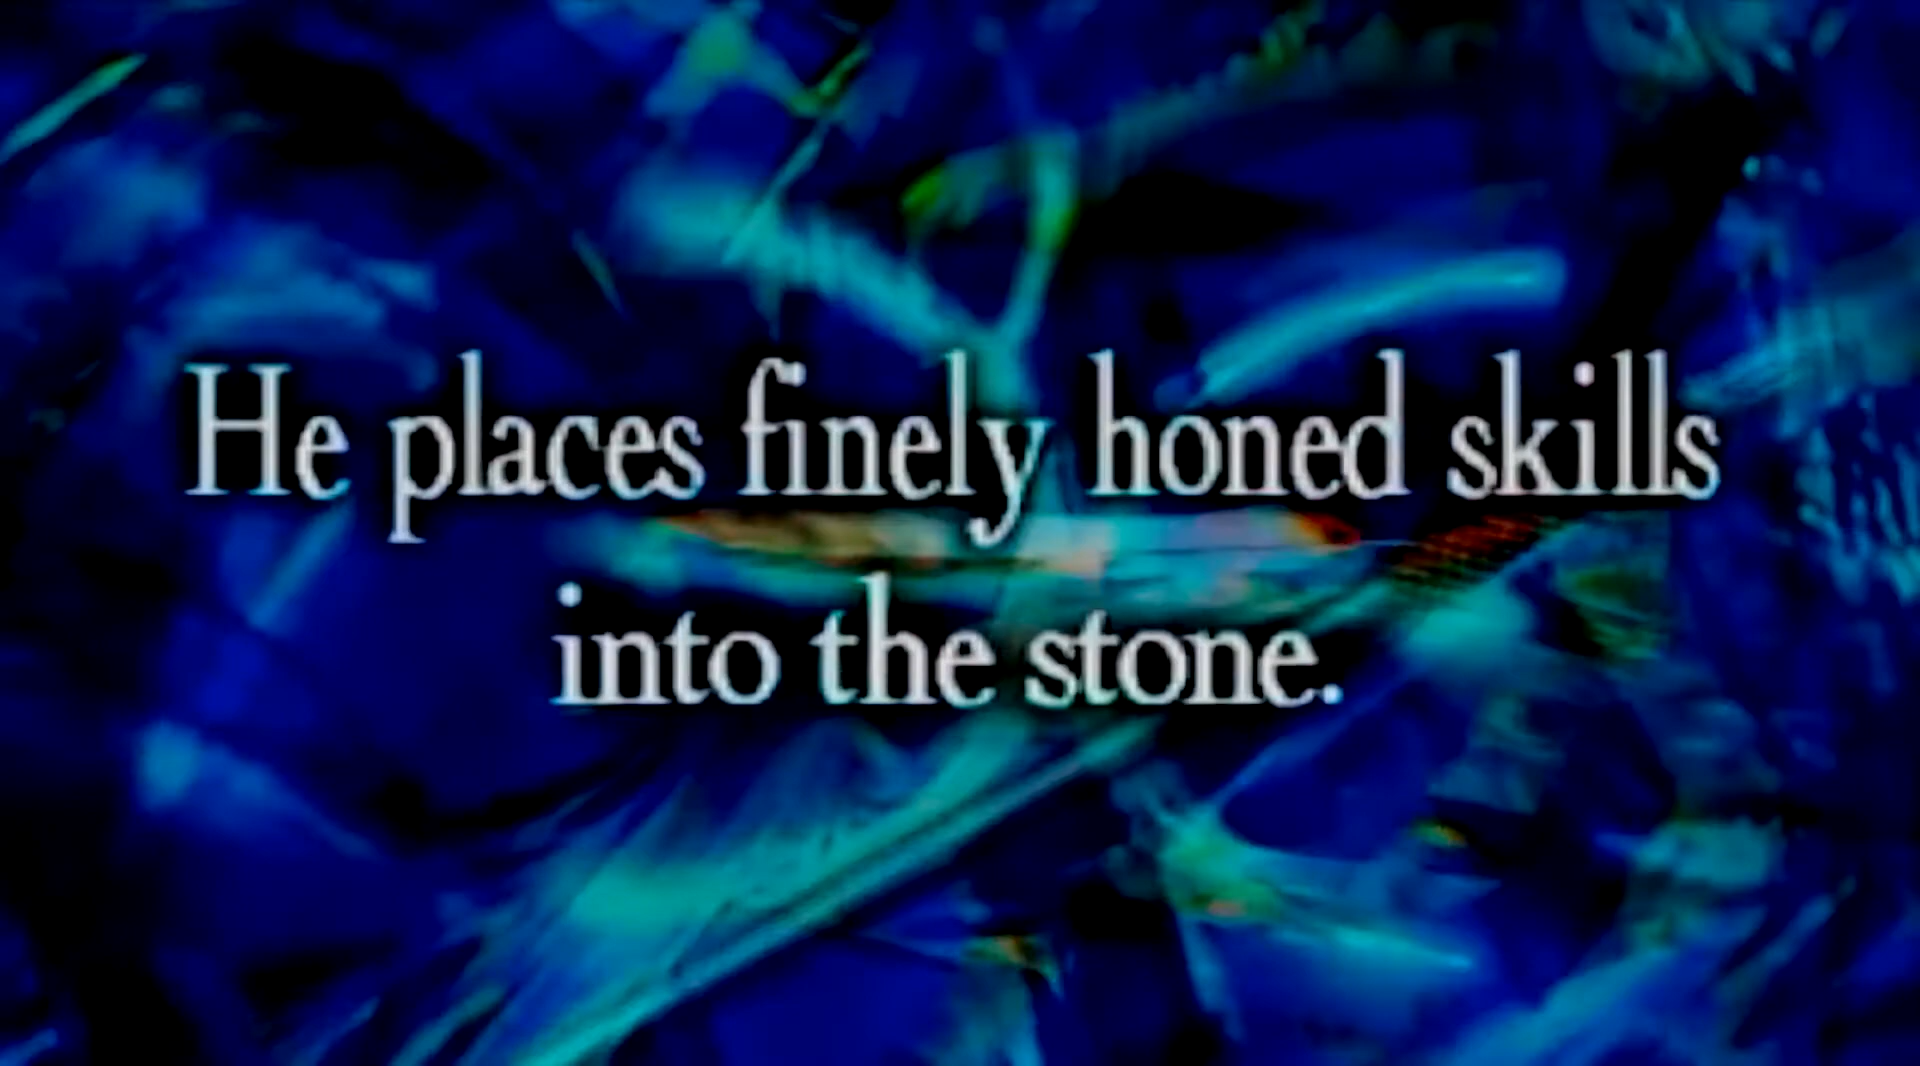 He places finely honed skills
into the stone.